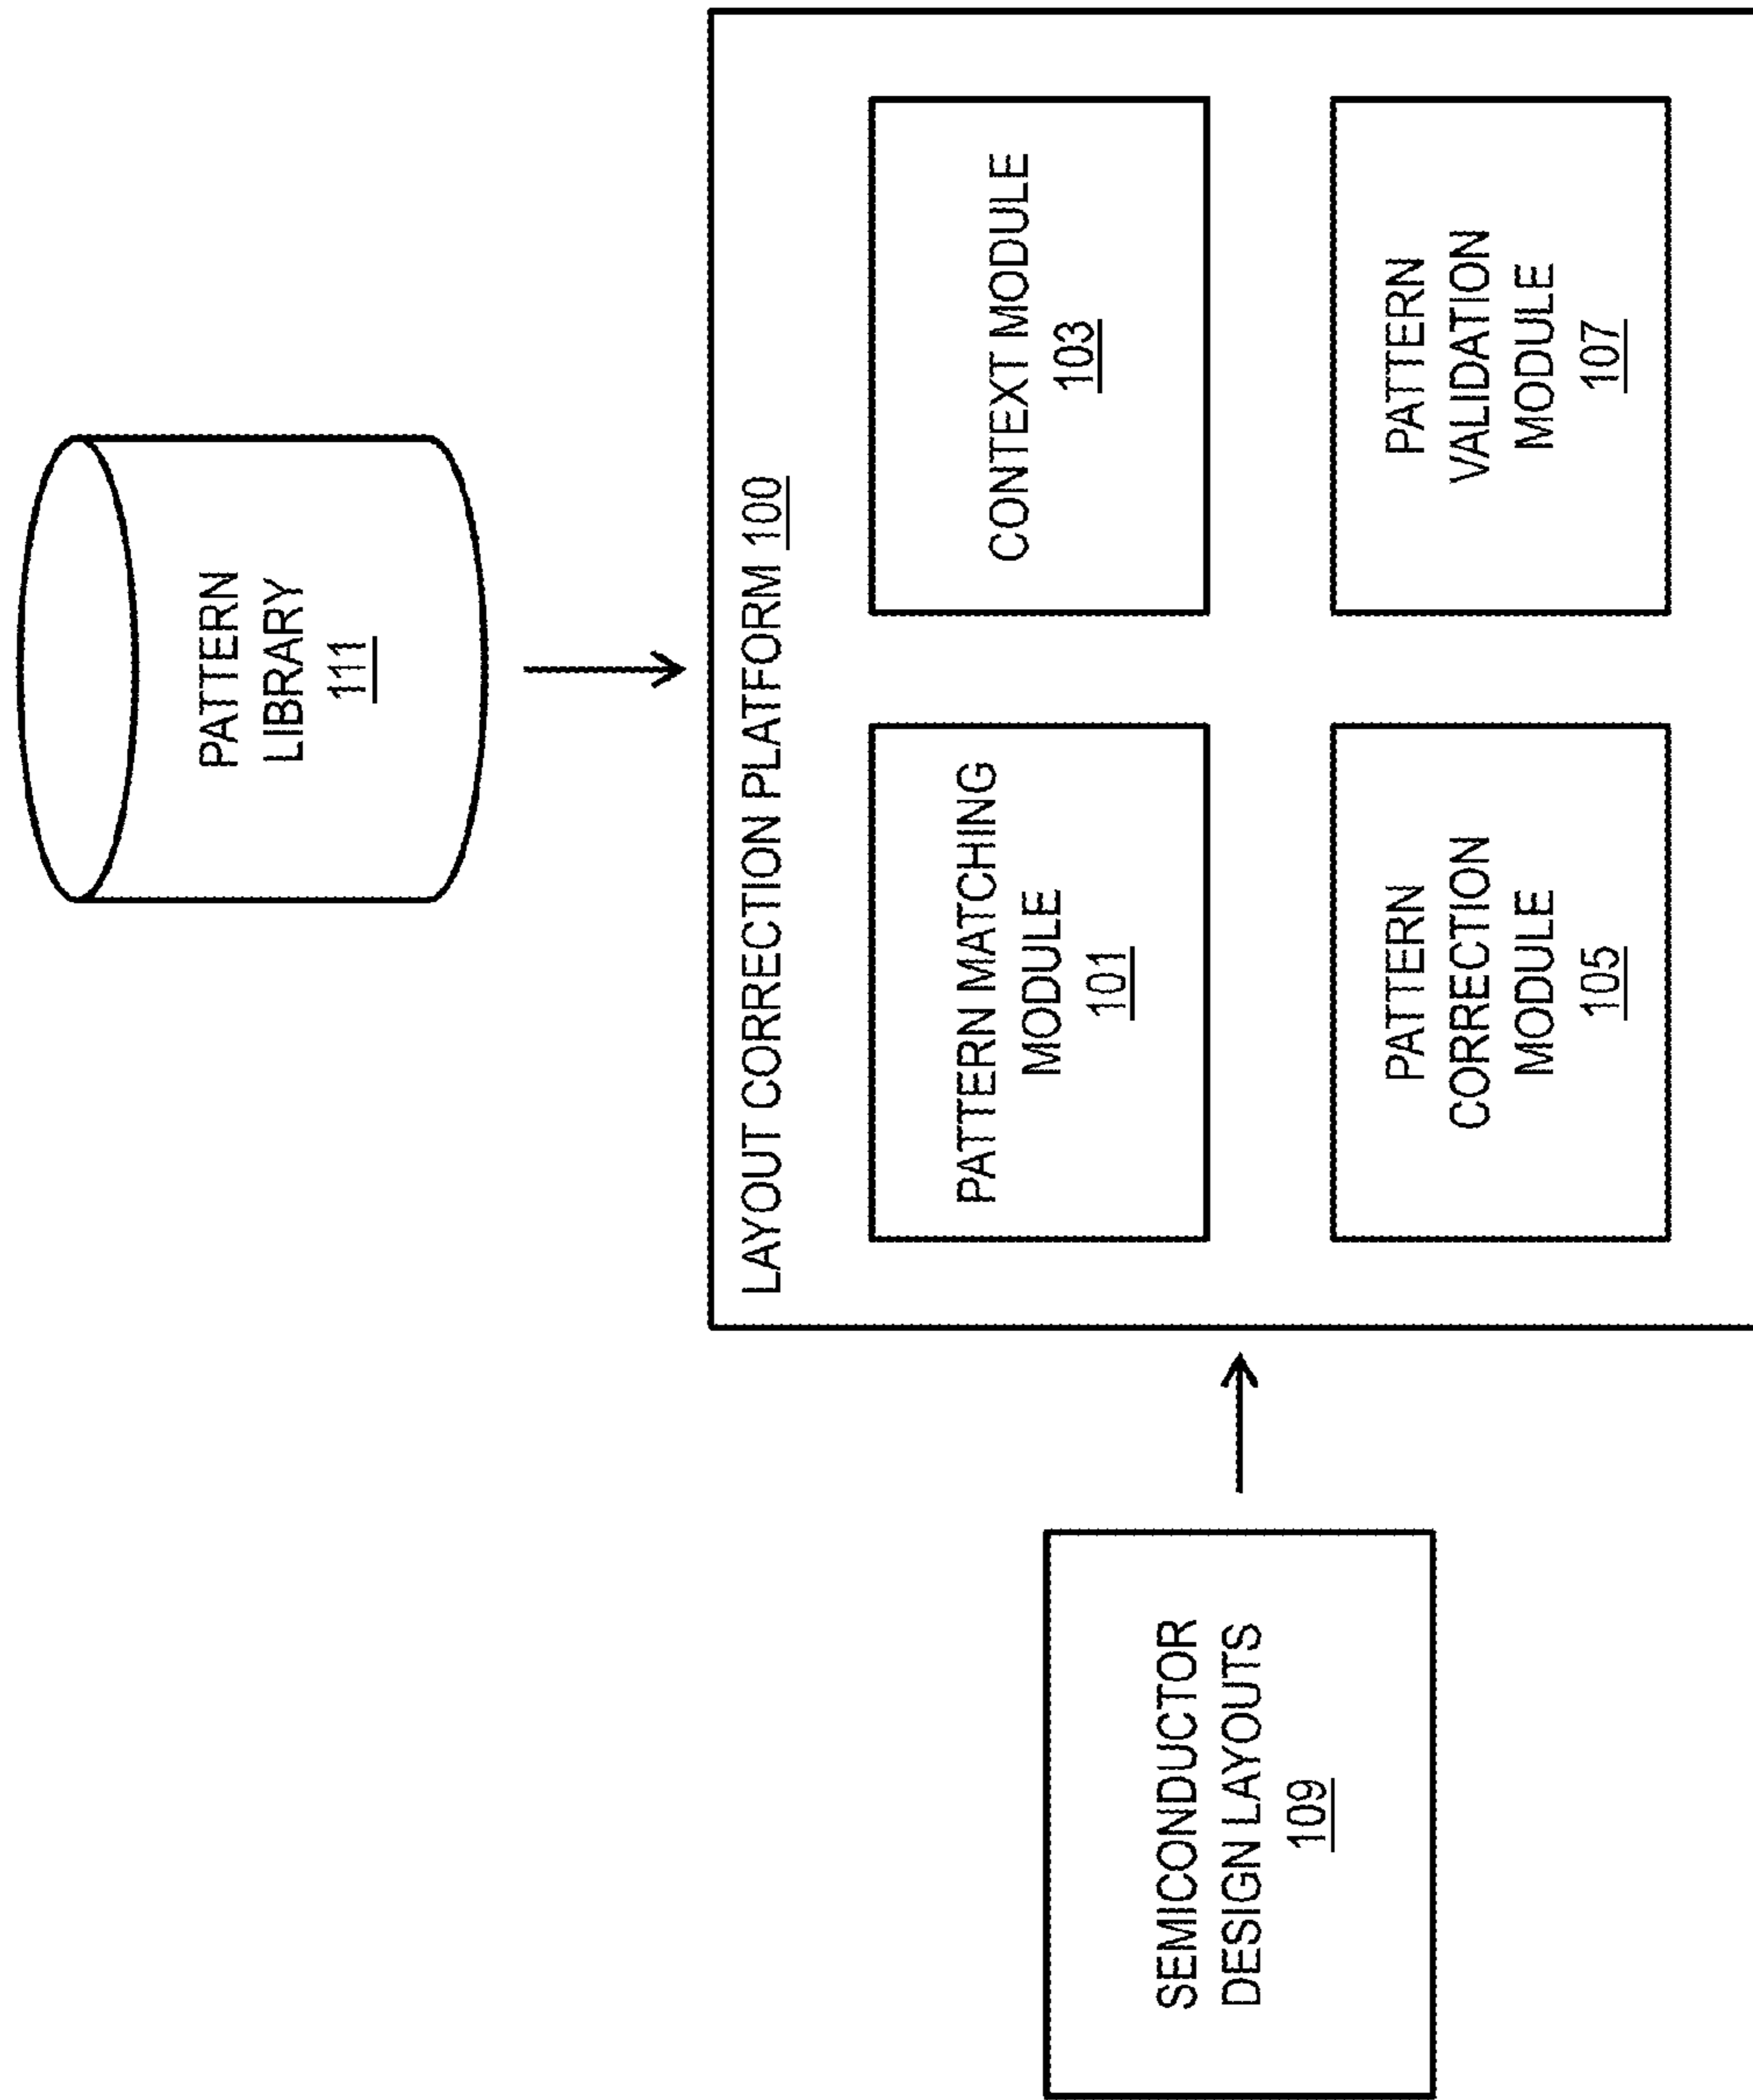 PATTERN
LIBRARY
111
LAYOUT CORRECTION PLATFORM 100
PATTERN MATCHING
MODULE
101
CONTEXT MODULE
103
PATTERN
CORRECTION
MODULE
105
PATTERN
VALIDATION
MODULE
107
SEMICONDUCTOR
DESIGN LAYOUTS
109